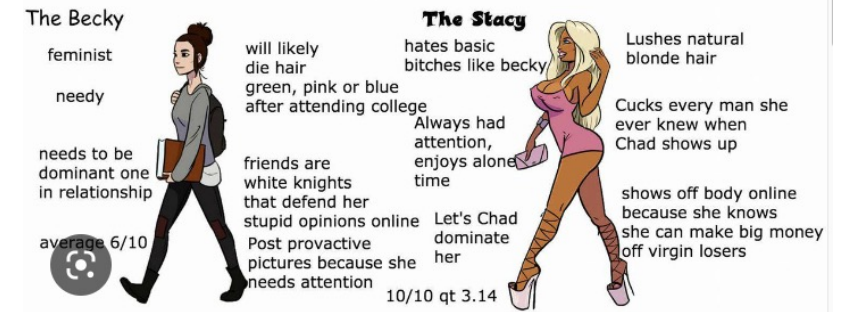 The Becky
feminist
needy
needs to be
dominant one
in relationship
average 6/10
will likely
die hair
green, pink or blue
after attending college
friends are
white knights
that defend her
stupid opinions online
Post provactive
pictures because she
needs attention
The Stacy
hates basic
bitches like becky
Always had
attention,
enjoys alone
time
Let's Chad
dominate
her
10/10 qt 3.14
Lushes natural
blonde hair
Cucks every man she
ever knew when
Chad shows up
shows off body online
because she knows
she can make big money
off virgin losers